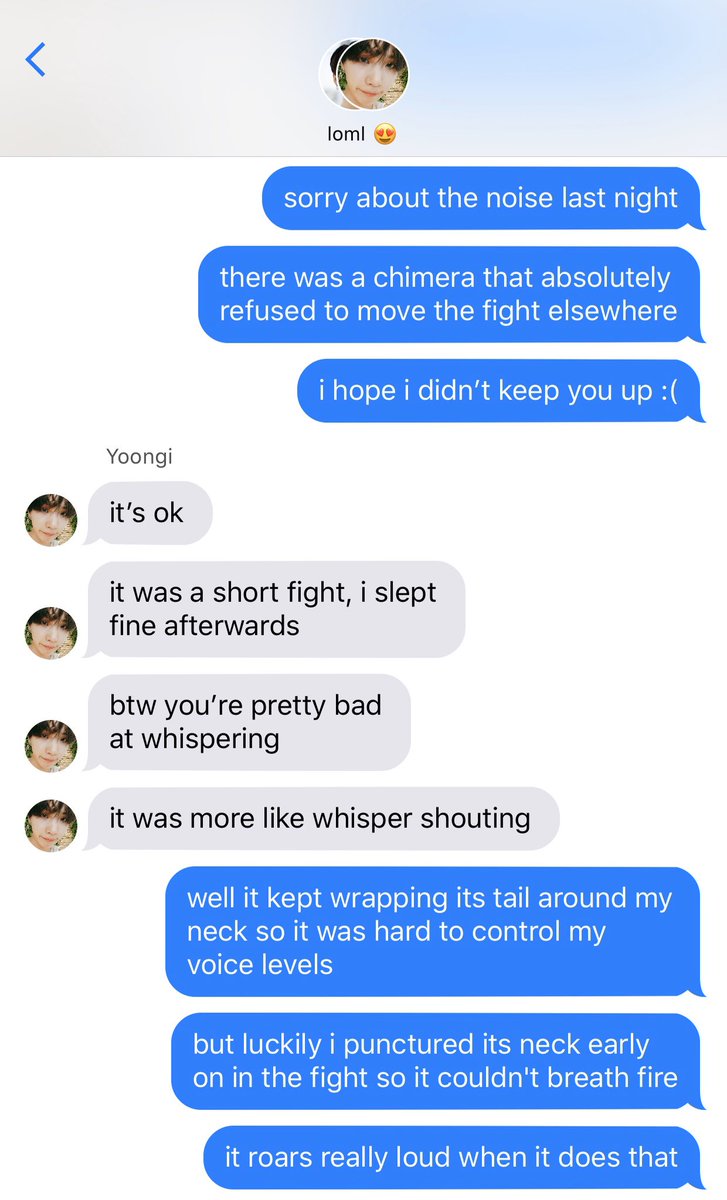 loml 😍
sorry about the noise last night
there was a chimera that absolutely
refused to move the fight elsewhere
i hope i didn’t keep you up :(
Yoongi
it’s ok
it was a short fight, i slept
fine afterwards
btw you’re pretty bad
at whispering
it was more like whisper shouting
well it kept wrapping its tail around my
neck so it was hard to control my
voice levels
but luckily i punctured its neck early
on in the fight so it couldn't breath fire
it roars really loud when it does that